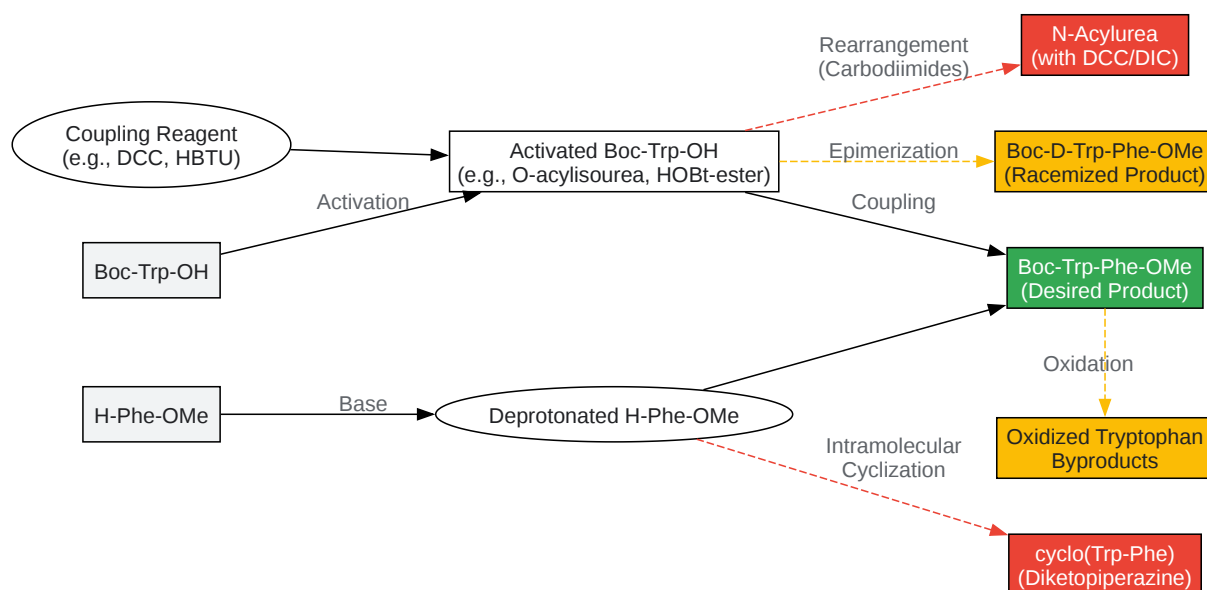 N-Acylurea
(with DCC/DIC)
Rearrangement
(Carbodiimides)
Coupling Reagent
(e.g., DCC, HBTU)
Activated Boc-Trp-OH
(e.g., O-acylisourea, HOBt-ester)
Epimerization
Boc-D-Trp-Phe-OMe
(Racemized Product)
Activation
Coupling
Boc-Trp-OH
Boc-Trp-Phe-OMe
(Desired Product)
Oxidation
H-Phe-OMe
Base
Deprotonated H-Phe-OMe
Oxidized Tryptophan
Byproducts
Intramolecular
Cyclization
cyclo(Trp-Phe)
(Diketopiperazine)